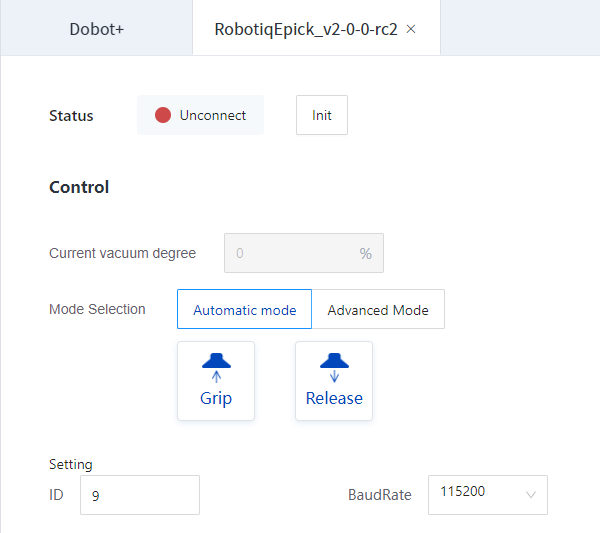 Dobot+ RobotiqEpick_v2-0-0-rc2 ×
Status Unconnect Init
Control
Current vacuum degree 0 %
Mode Selection Automatic mode Advanced Mode
Grip Release
Setting
ID 9 BaudRate 115200